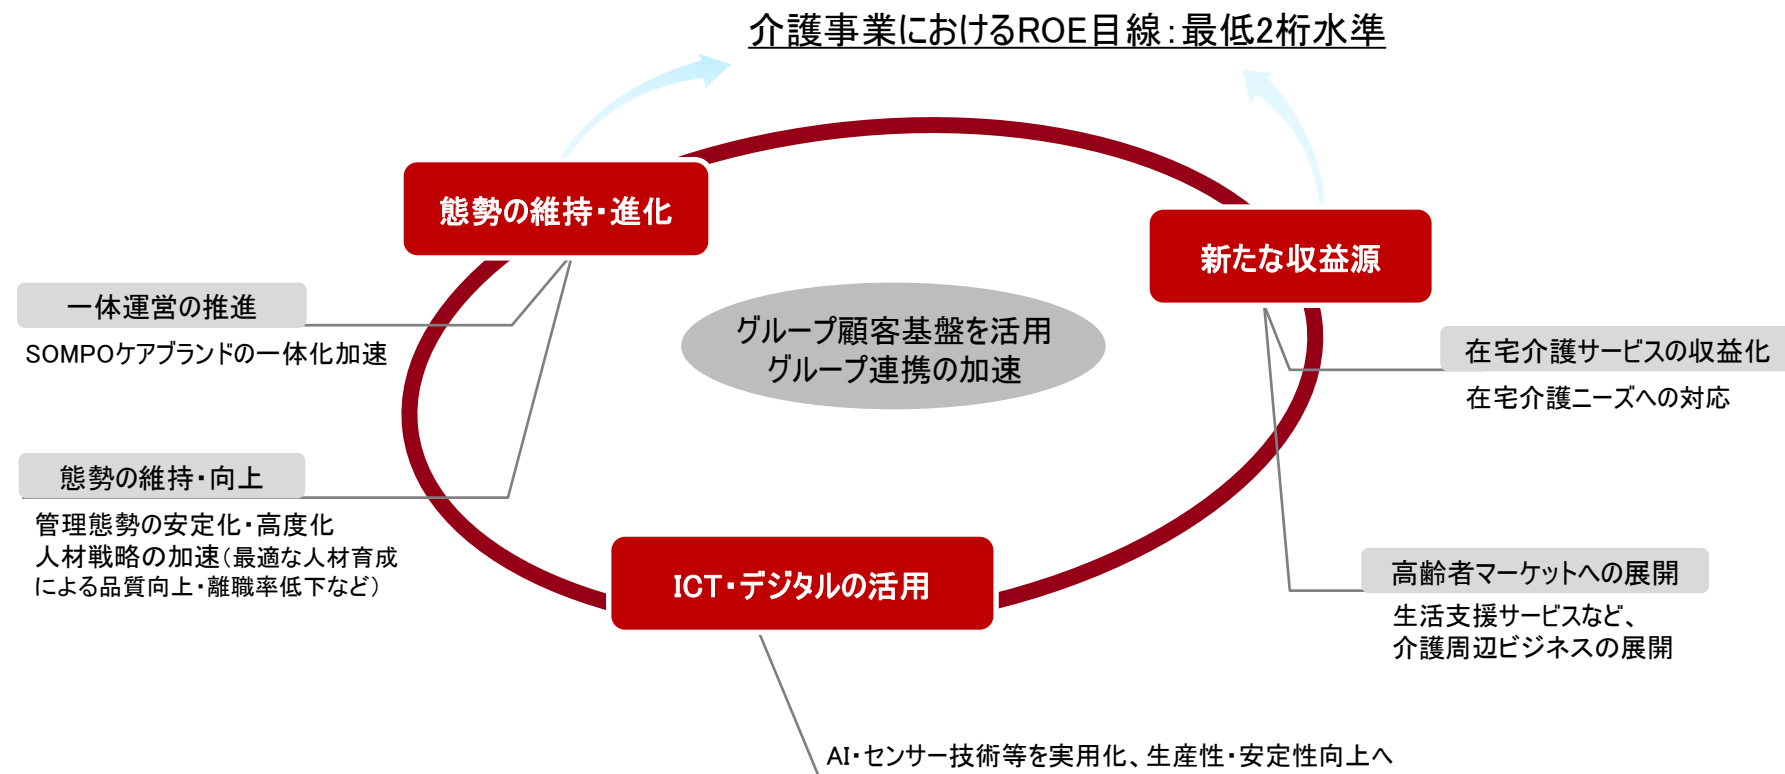 介護事業におけるROE目線：最低2桁水準
態勢の維持・進化
新たな収益源
グループ顧客基盤を活用
グループ連携の加速
一体運営の推進
SOMPOケアブランドの一体化加速
在宅介護サービスの収益化
在宅介護ニーズへの対応
態勢の維持・向上
管理態勢の安定化・高度化
人材戦略の加速（最適な人材育成
による品質向上・離職率低下など）
ICT・デジタルの活用
高齢者マーケットへの展開
生活支援サービスなど、
介護周辺ビジネスの展開
AI・センサー技術等を実用化、生産性・安定性向上へ